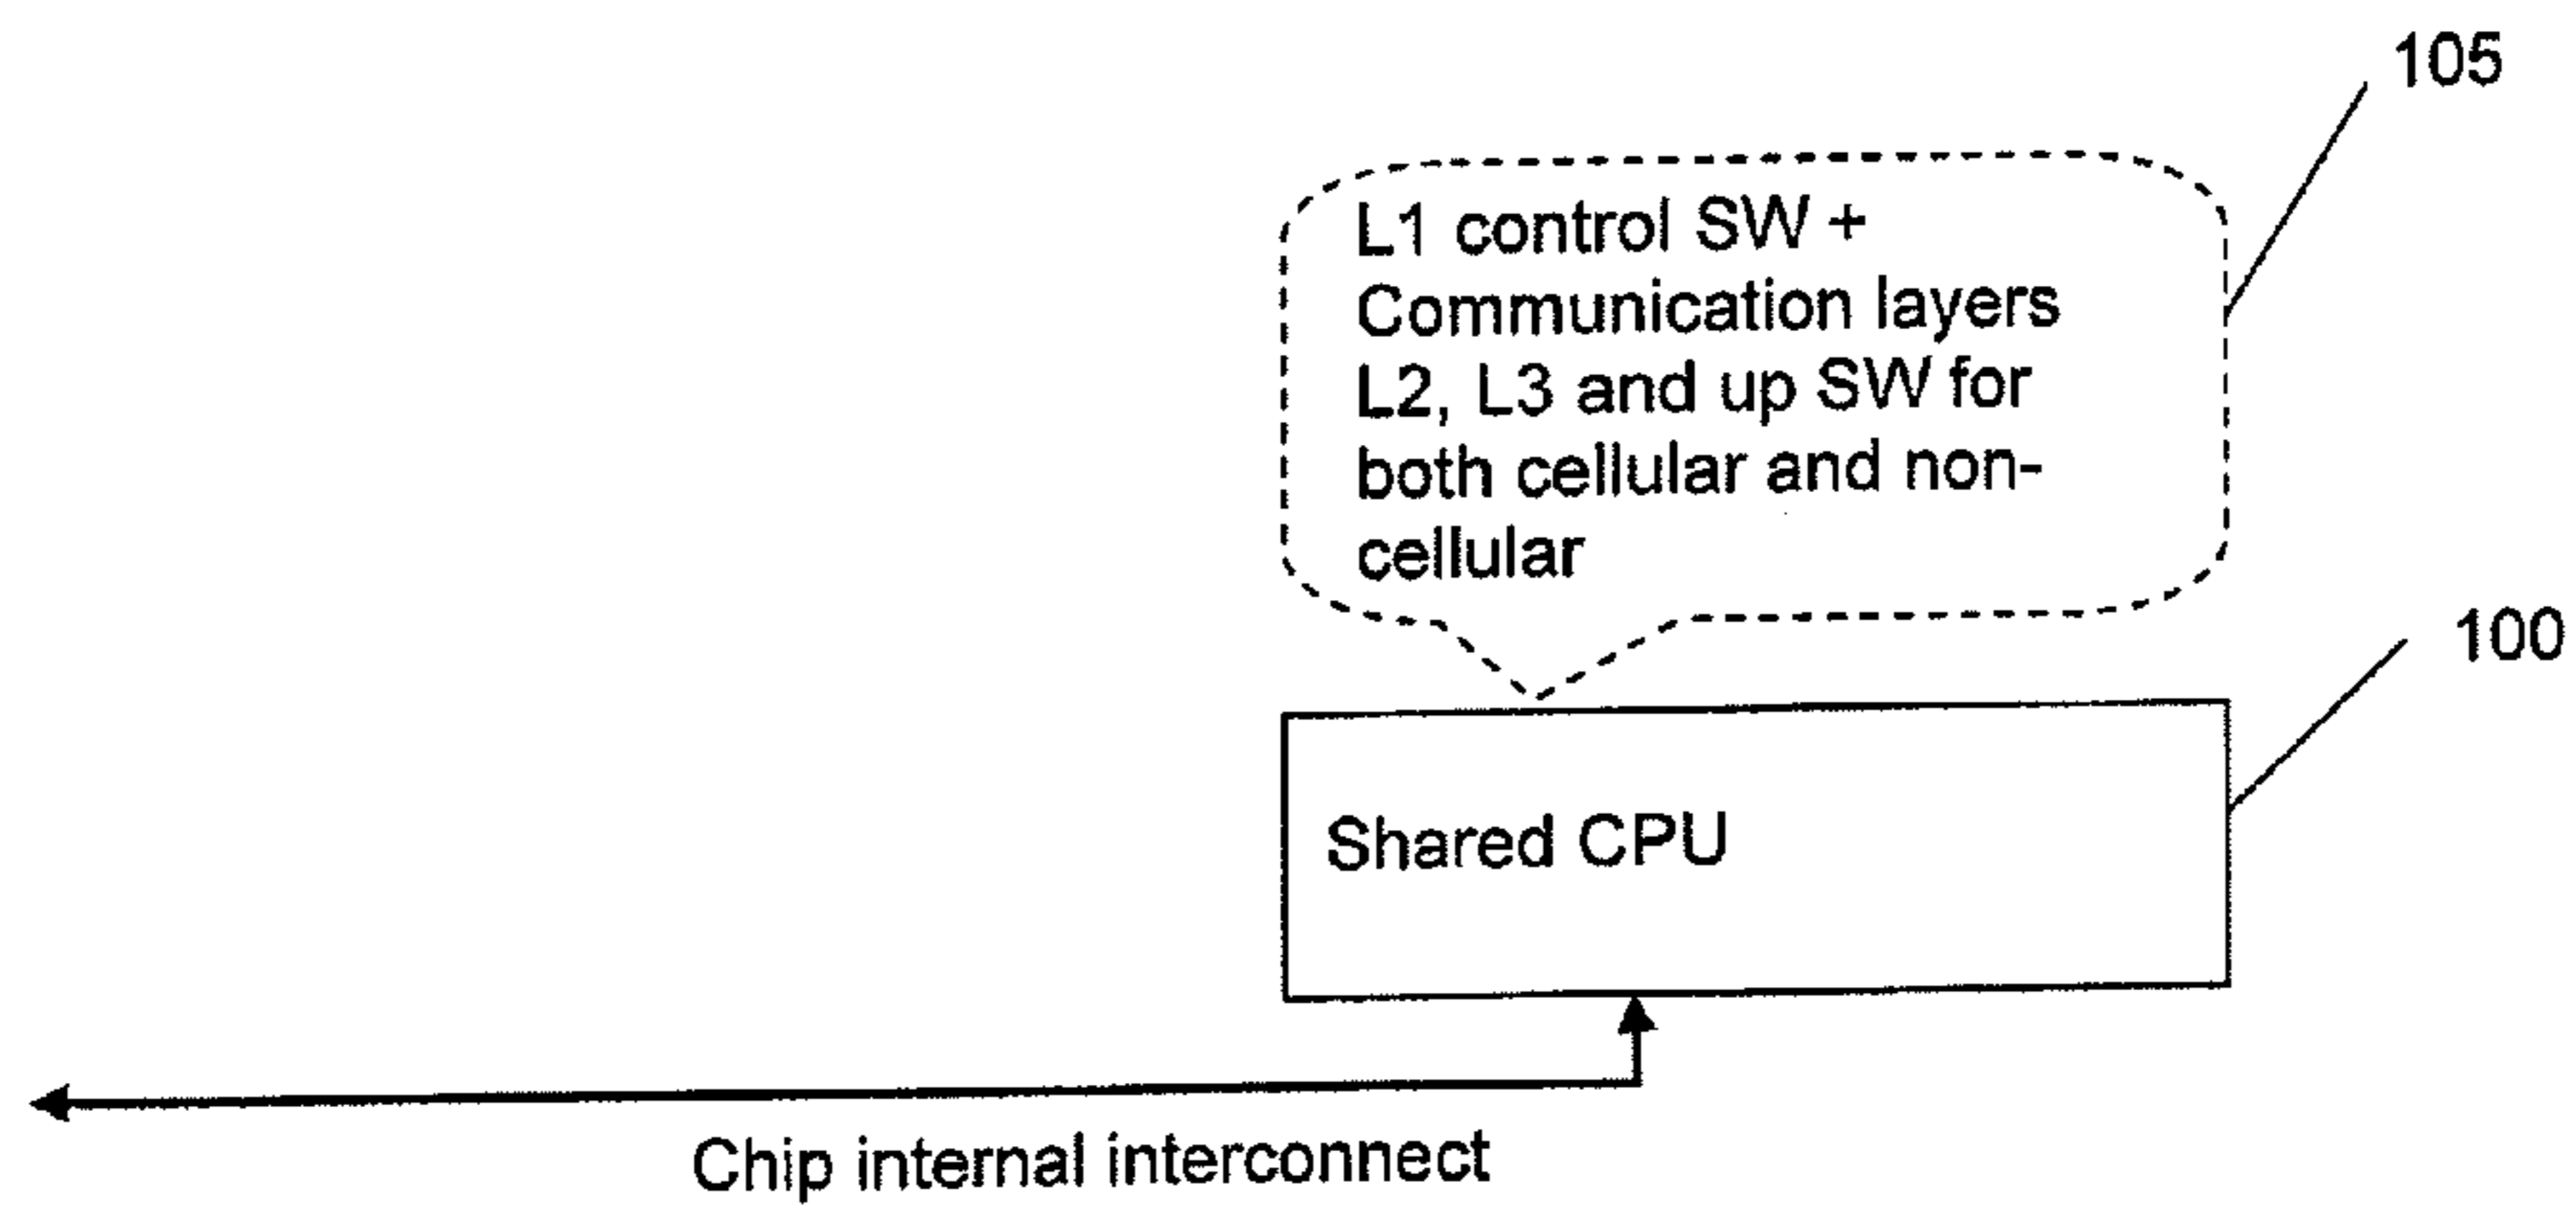 105
L1 control SW +
Communication layers
L2, L3 and up SW for
both cellular and non-
cellular
100
Shared CPU
Chip internal interconnect